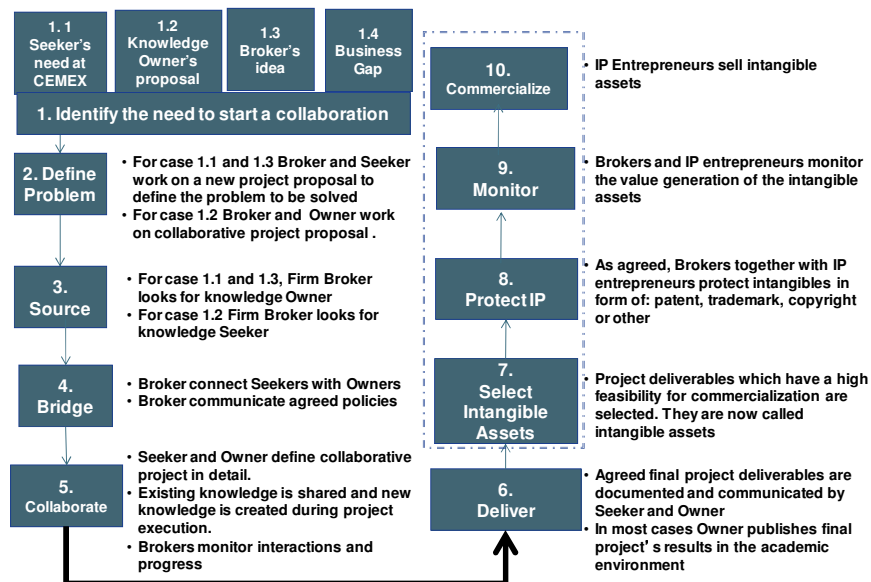 1. 1
Seeker's
need at
CEMEX
1.2
Knowledge
Owner's
proposal
1.3
Broker's
idea
1.4
Business
Gap
1. Identify the need to start a collaboration
2. Define
Problem
• For case 1.1 and 1.3 Broker and Seeker
work on a new project proposal to
define the problem to be solved
• For case 1.2 Broker and Owner work
on collaborative project proposal .
3.
Source
• For case 1.1 and 1.3, Firm Broker
looks for knowledge Owner
• For case 1.2 Firm Broker looks for
knowledge Seeker
4.
Bridge
• Broker connect Seekers with Owners
• Broker communicate agreed policies
5.
Collaborate
• Seeker and Owner define collaborative
project in detail.
• Existing knowledge is shared and new
knowledge is created during project
execution.
• Brokers monitor interactions and
progress
10.
Commercialize
• IP Entrepreneurs sell intangible
assets
9.
Monitor
• Brokers and IP entrepreneurs monitor
the value generation of the intangible
assets
8.
Protect IP
• As agreed, Brokers together with IP
entrepreneurs protect intangibles in
form of: patent, trademark, copyright
or other
7.
Select
Intangible
Assets
• Project deliverables which have a high
feasibility for commercialization are
selected. They are now called
intangible assets
6.
Deliver
• Agreed final project deliverables are
documented and communicated by
Seeker and Owner
• In most cases Owner publishes final
project's results in the academic
environment